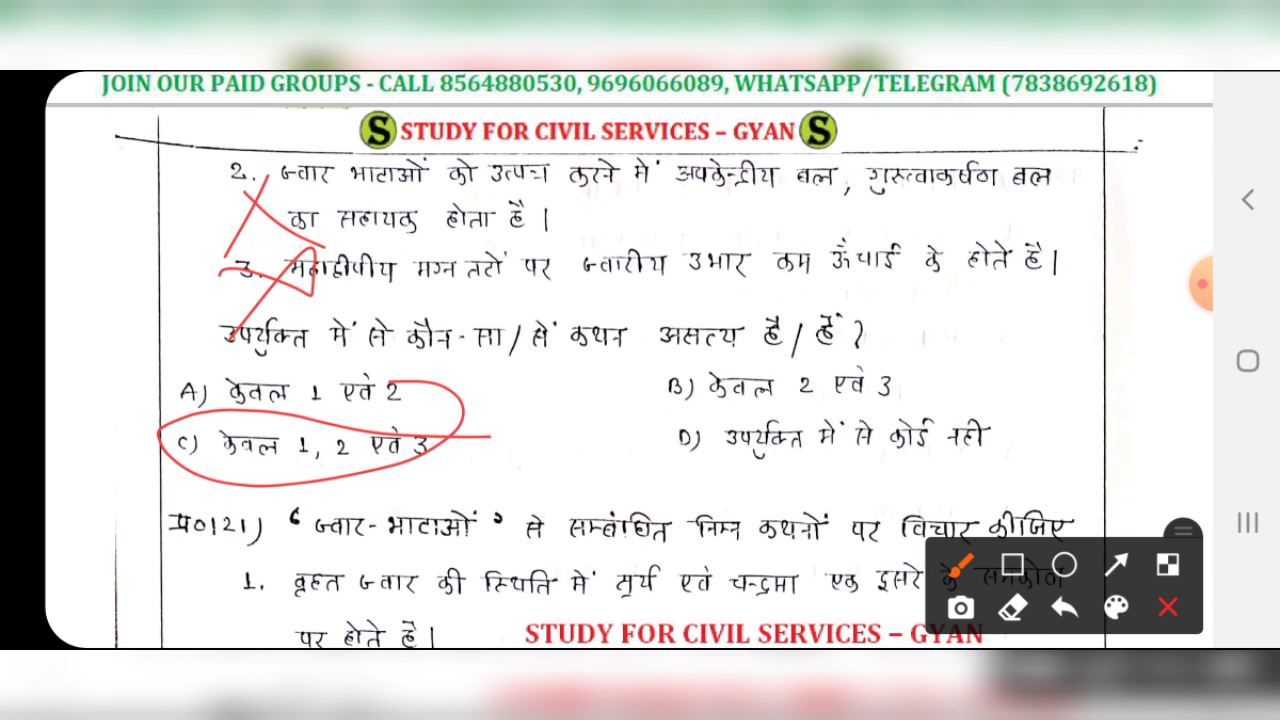 JOIN OUR PAID GROUPS - CALL 8564880530, 9696066089, WHATSAPP/TELEGRAM (7838692618)
S STUDY FOR CIVIL SERVICES – GYAN S
2. ज्वार भाटाओं को उत्पन्न करने में अपकेन्द्रीय बल, गुरुत्वाकर्षण बल
का सहायक होता है।
3. महाद्वीपीय मग्न तटों पर ज्वारीय उभार कम ऊँचाई के होते है।
उपर्युक्त में से कौन-सा/से कथन असत्य है/हैं?
A) केवल 1 एवं 2
B) केवल 2 एवं 3
C) केवल 1, 2 एवं 3
D) उपर्युक्त में से कोई नही
प्र०121) 'ज्वार-भाटाओं' से सम्बंधित निम्न कथनों पर विचार कीजिए
1. वृहत ज्वार की स्थिति में सूर्य एवं चन्द्रमा एक दूसरे के समकोण
पर होते है।
STUDY FOR CIVIL SERVICES – GYAN